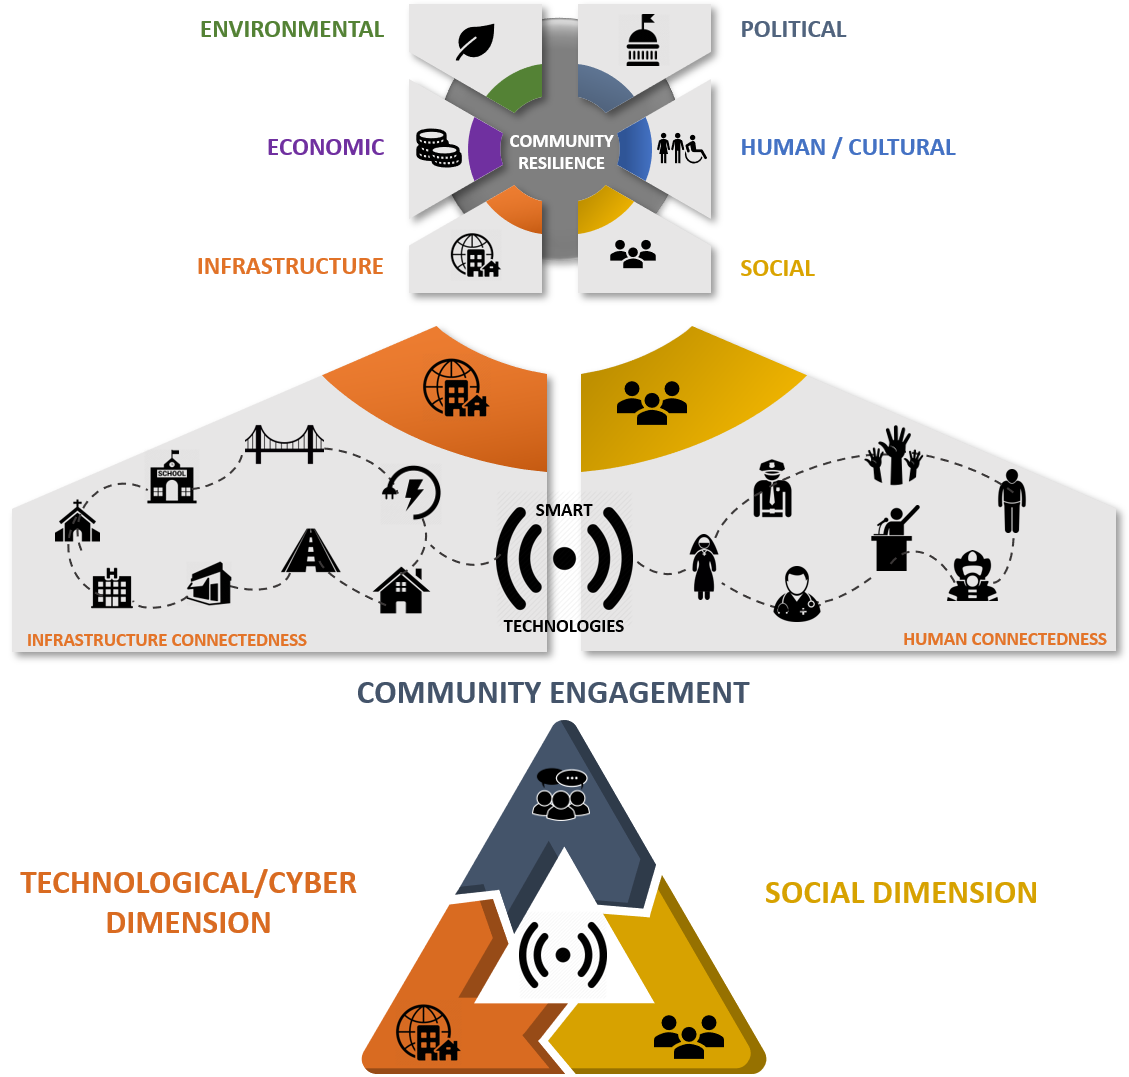 ENVIRONMENTAL
POLITICAL
ECONOMIC
COMMUNITY
RESILIENCE
HUMAN / CULTURAL
INFRASTRUCTURE
SOCIAL
SCHOOL
SMART
TECHNOLOGIES
INFRASTRUCTURE CONNECTEDNESS
HUMAN CONNECTEDNESS
COMMUNITY ENGAGEMENT
TECHNOLOGICAL/CYBER
DIMENSION
SOCIAL DIMENSION